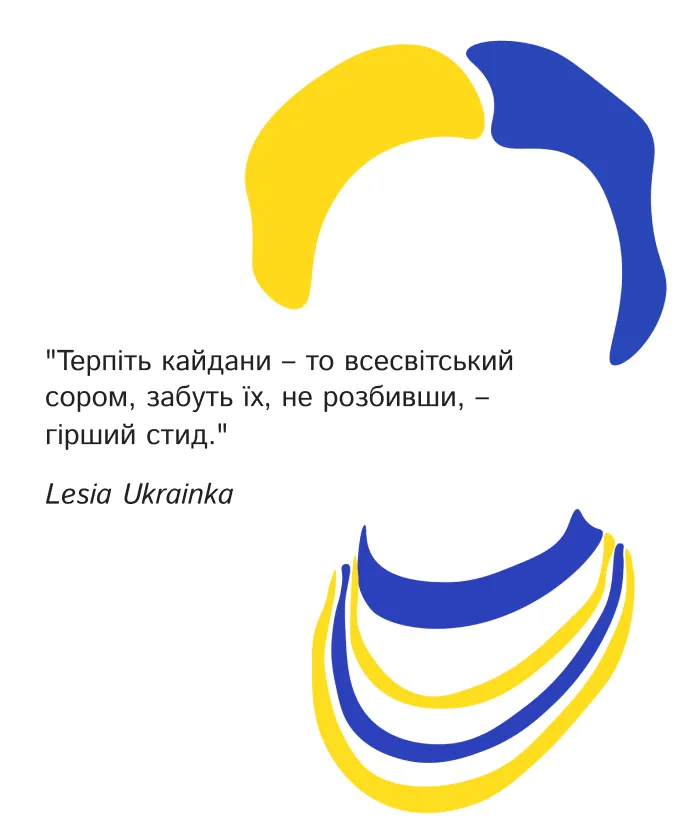 "Терпіть кайдани – то всесвітський
сором, забуть їх, не розбивши, –
гірший стид."
Lesia Ukrainka